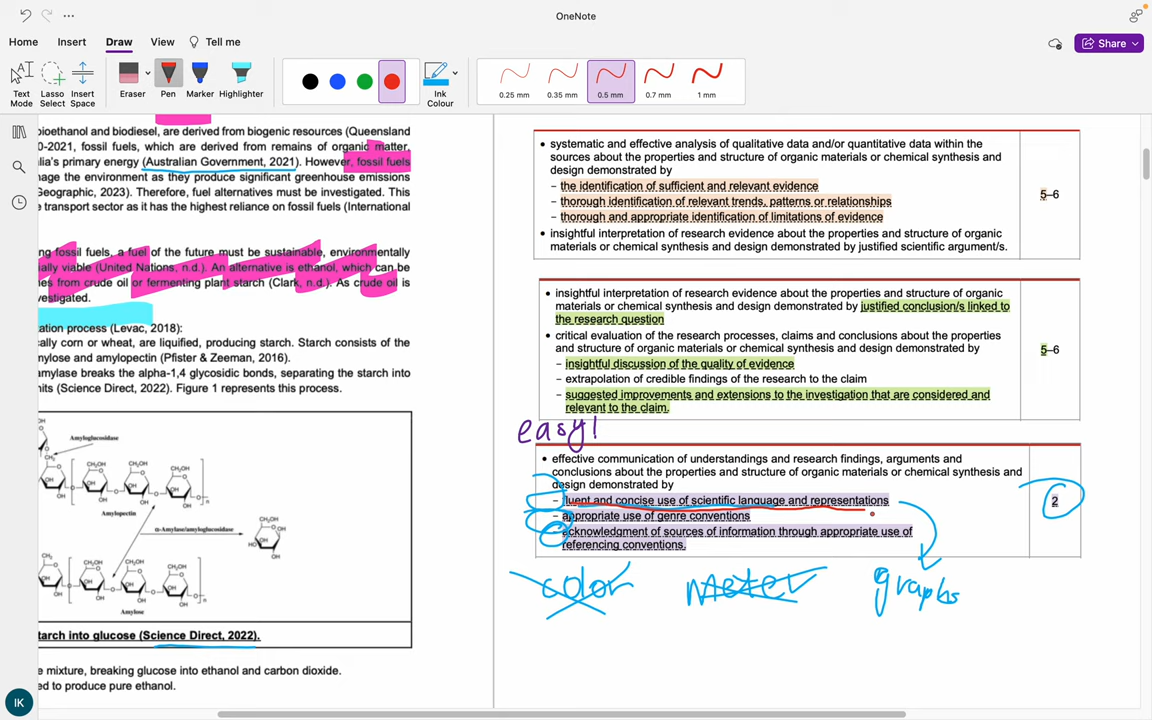 OneNote
Home Insert Draw View Tell me
Share
Text Mode
Lasso Select
Insert Space
Eraser
Pen
Marker
Highlighter
Ink Colour
0.25 mm
0.35 mm
0.5 mm
0.7 mm
1 mm
bioethanol and biodiesel, are derived from biogenic resources (Queensland
0-2021, fossil fuels, which are derived from remains of organic matter,
lia's primary energy (Australian Government, 2021). However, fossil fuels
nage the environment as they produce significant greenhouse emissions
Geographic, 2023). Therefore, fuel alternatives must be investigated. This
transport sector as it has the highest reliance on fossil fuels (International
ng fossil fuels, a fuel of the future must be sustainable, environmentally
ially viable (United Nations, n.d.). An alternative is ethanol, which can be
es from crude oil or fermenting plant starch (Clark, n.d.). As crude oil is
vestigated.
tation process (Levac, 2018):
cally corn or wheat, are liquified, producing starch. Starch consists of the
nylose and amylopectin (Pfister & Zeeman, 2016).
amylase breaks the alpha-1,4 glycosidic bonds, separating the starch into
nits (Science Direct, 2022). Figure 1 represents this process.
Amyloglucosidase
Amylopectin
α-Amylase/amyloglucosidase
Amylose
starch into glucose (Science Direct, 2022).
e mixture, breaking glucose into ethanol and carbon dioxide.
ed to produce pure ethanol.
IK
• systematic and effective analysis of qualitative data and/or quantitative data within the
sources about the properties and structure of organic materials or chemical synthesis and
design demonstrated by
– the identification of sufficient and relevant evidence
– thorough identification of relevant trends, patterns or relationships
– thorough and appropriate identification of limitations of evidence
• insightful interpretation of research evidence about the properties and structure of organic
materials or chemical synthesis and design demonstrated by justified scientific argument/s.
5–6
• insightful interpretation of research evidence about the properties and structure of organic
materials or chemical synthesis and design demonstrated by justified conclusion/s linked to
the research question
• critical evaluation of the research processes, claims and conclusions about the properties
and structure of organic materials or chemical synthesis and design demonstrated by
– insightful discussion of the quality of evidence
– extrapolation of credible findings of the research to the claim
– suggested improvements and extensions to the investigation that are considered and
relevant to the claim.
5–6
easy!
• effective communication of understandings and research findings, arguments and
conclusions about the properties and structure of organic materials or chemical synthesis and
design demonstrated by
– fluent and concise use of scientific language and representations
– appropriate use of genre conventions
– acknowledgment of sources of information through appropriate use of
referencing conventions.
2
color meter graphs